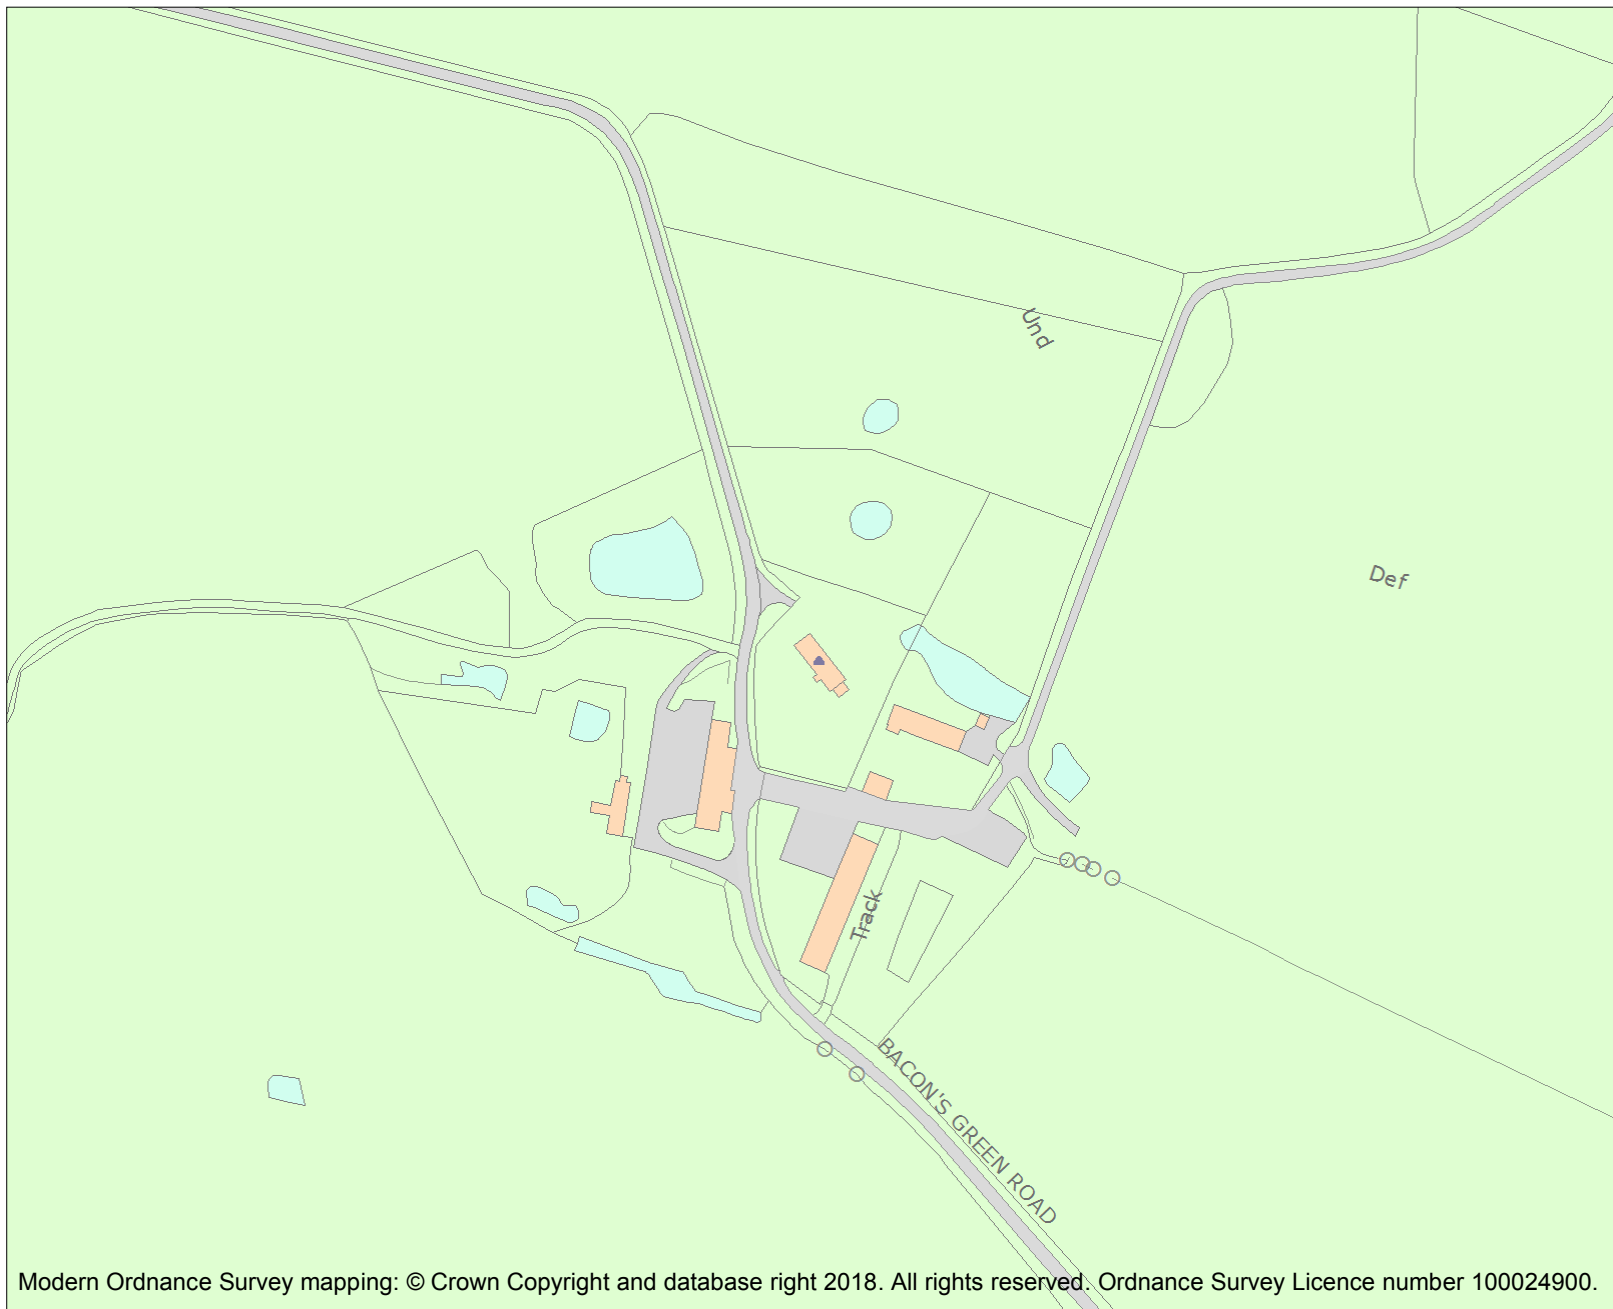 Und
Def
Track
BACON'S GREEN ROAD
Modern Ordnance Survey mapping: © Crown Copyright and database right 2018. All rights reserved. Ordnance Survey Licence number 100024900.